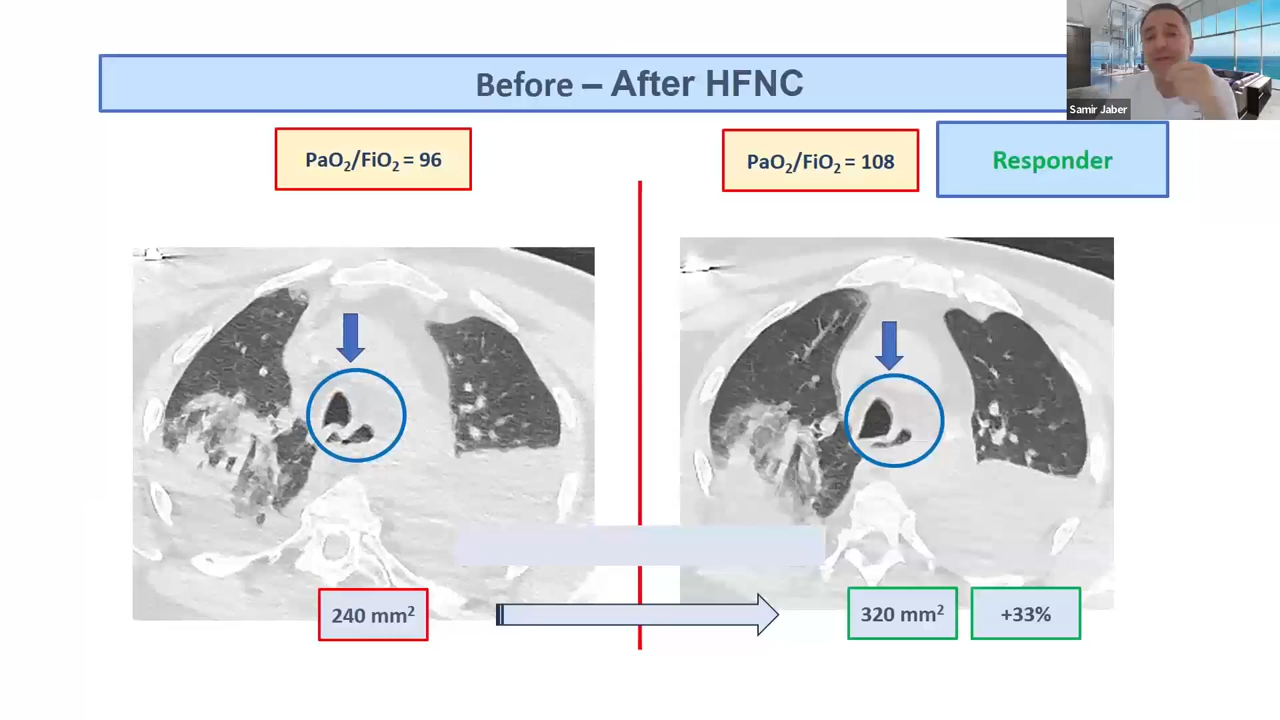 Before – After HFNC
Samir Jaber
PaO₂/FiO₂ = 96
PaO₂/FiO₂ = 108
Responder
240 mm²
320 mm²
+33%